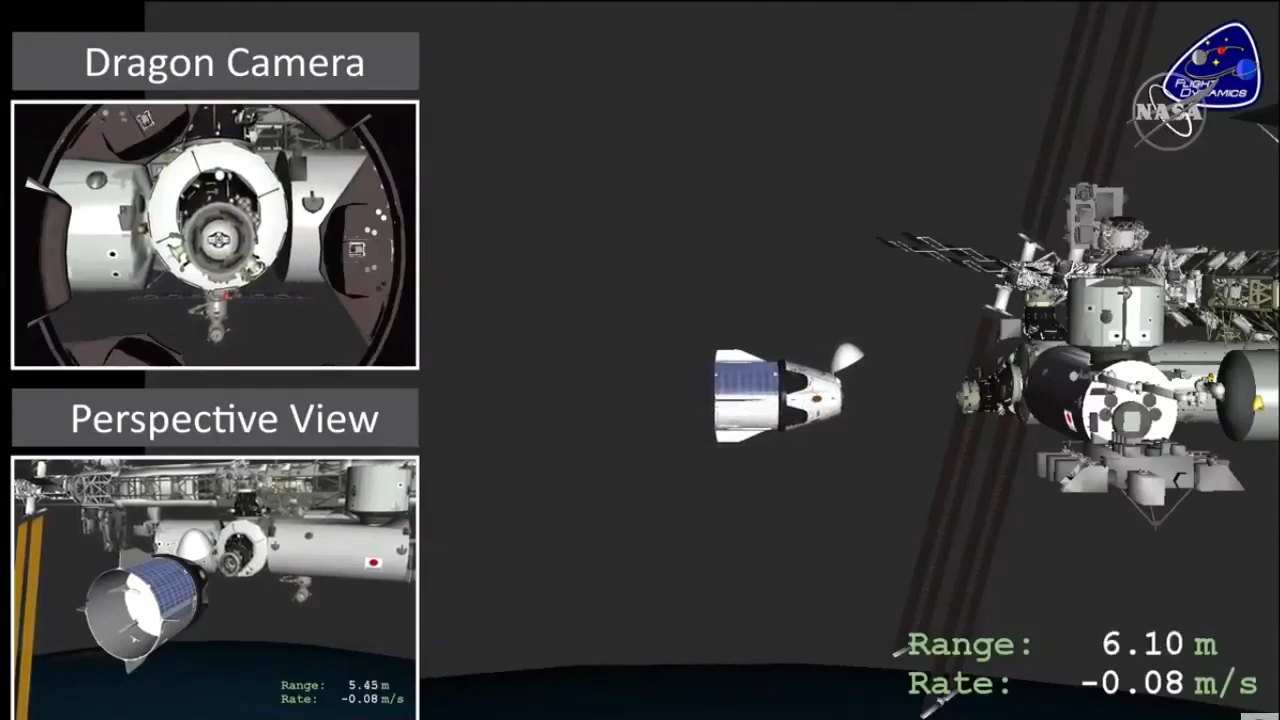 Dragon Camera
FLIGHT
DYNAMICS
NASA
Perspective View
Range: 5.45 m
Rate: -0.08 m/s
Range: 6.10 m
Rate: -0.08 m/s